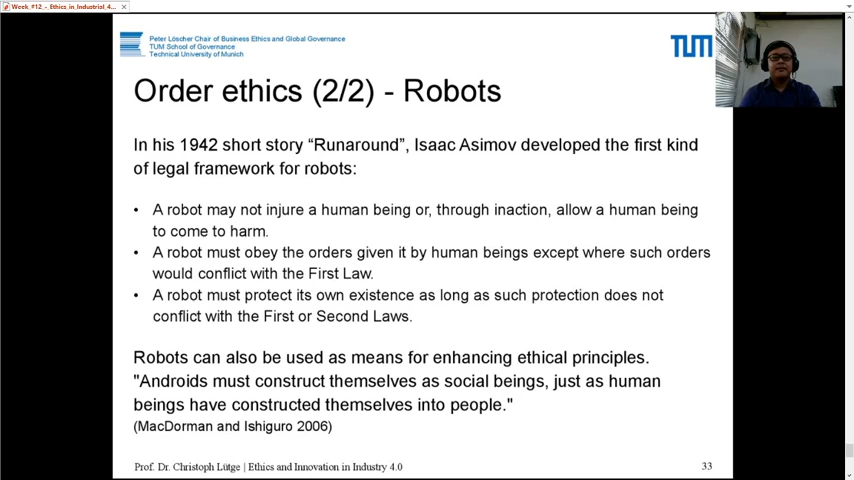 Week_#12_-_Ethics_in_Industrial_4...
Peter Löscher Chair of Business Ethics and Global Governance
TUM School of Governance
Technical University of Munich
TUM
Order ethics (2/2) - Robots
In his 1942 short story “Runaround”, Isaac Asimov developed the first kind
of legal framework for robots:
• A robot may not injure a human being or, through inaction, allow a human being
to come to harm.
• A robot must obey the orders given it by human beings except where such orders
would conflict with the First Law.
• A robot must protect its own existence as long as such protection does not
conflict with the First or Second Laws.
Robots can also be used as means for enhancing ethical principles.
"Androids must construct themselves as social beings, just as human
beings have constructed themselves into people."
(MacDorman and Ishiguro 2006)
Prof. Dr. Christoph Lütge | Ethics and Innovation in Industry 4.0
33